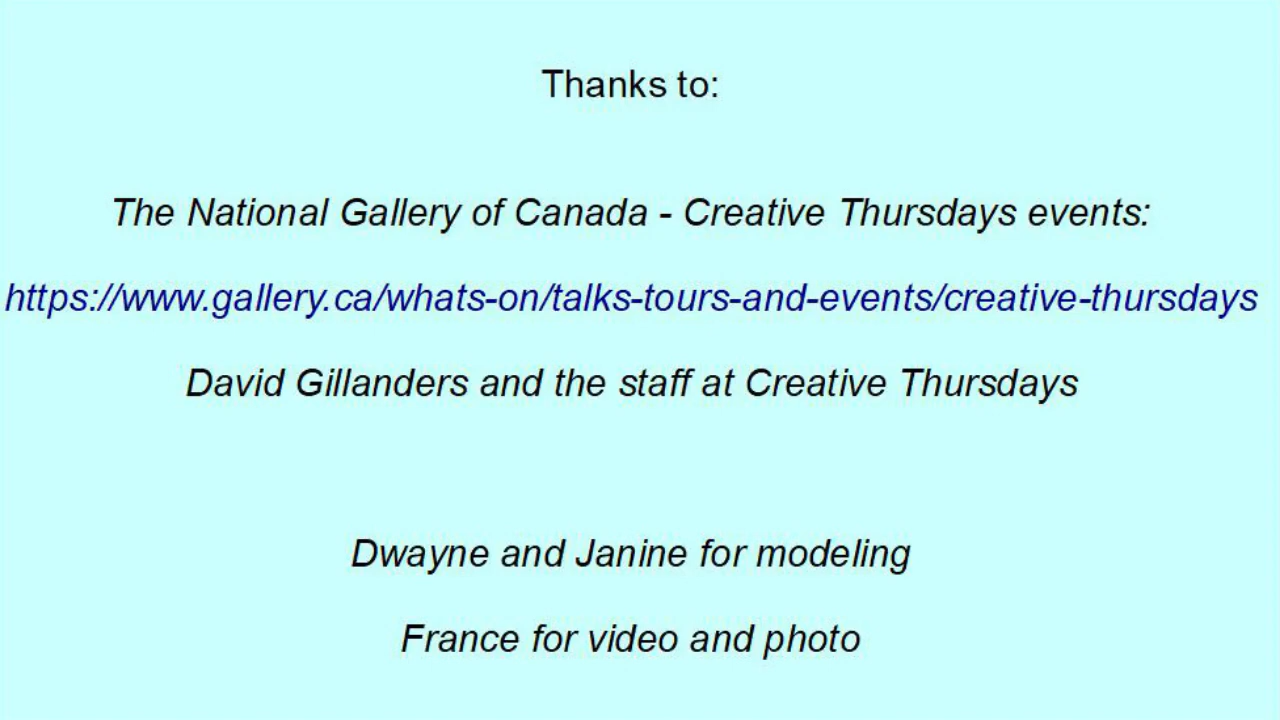 Thanks to:
The National Gallery of Canada - Creative Thursdays events:
https://www.gallery.ca/whats-on/talks-tours-and-events/creative-thursdays
David Gillanders and the staff at Creative Thursdays
Dwayne and Janine for modeling
France for video and photo